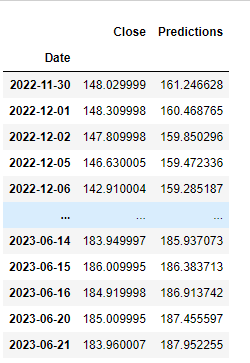 Close Predictions
Date
2022-11-30 148.029999 161.246628
2022-12-01 148.309998 160.468765
2022-12-02 147.809998 159.850296
2022-12-05 146.630005 159.472336
2022-12-06 142.910004 159.285187
... ... ...
2023-06-14 183.949997 185.937073
2023-06-15 186.009995 186.383713
2023-06-16 184.919998 186.913742
2023-06-20 185.009995 187.455597
2023-06-21 183.960007 187.952255